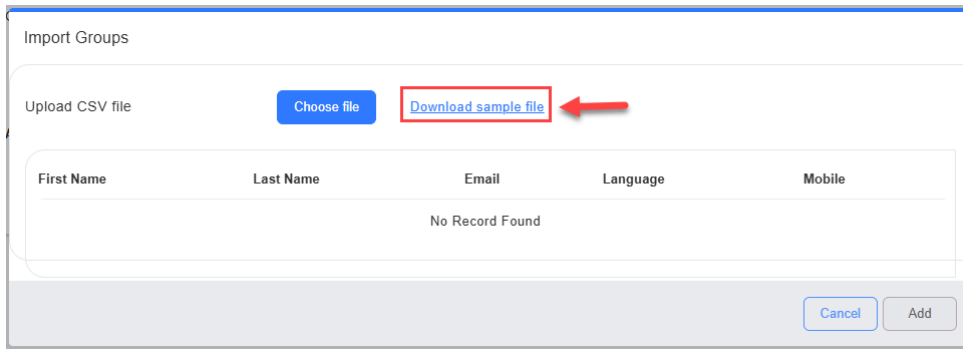 Import Groups
Upload CSV file Choose file Download sample file
First Name Last Name Email Language Mobile
No Record Found
Cancel Add